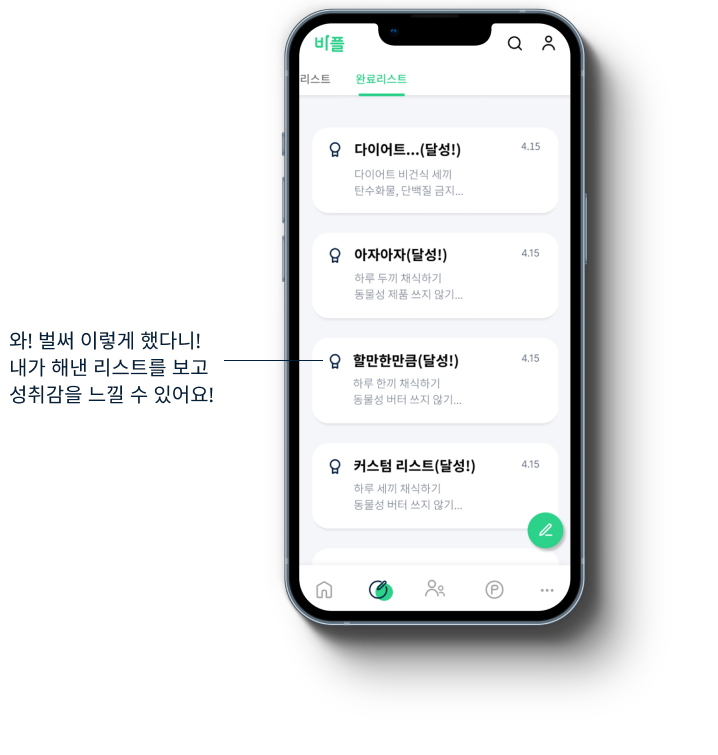 비플
리스트 완료리스트
다이어트...(달성!) 4.15
다이어트 비건식 세끼
탄수화물, 단백질 금지...
아자아자(달성!) 4.15
하루 두끼 채식하기
동물성 제품 쓰지 않기...
와! 벌써 이렇게 했다니!
내가 해낸 리스트를 보고
성취감을 느낄 수 있어요!
할만한만큼(달성!) 4.15
하루 한끼 채식하기
동물성 버터 쓰지 않기...
커스텀 리스트(달성!) 4.15
하루 세끼 채식하기
동물성 버터 쓰지 않기...
P